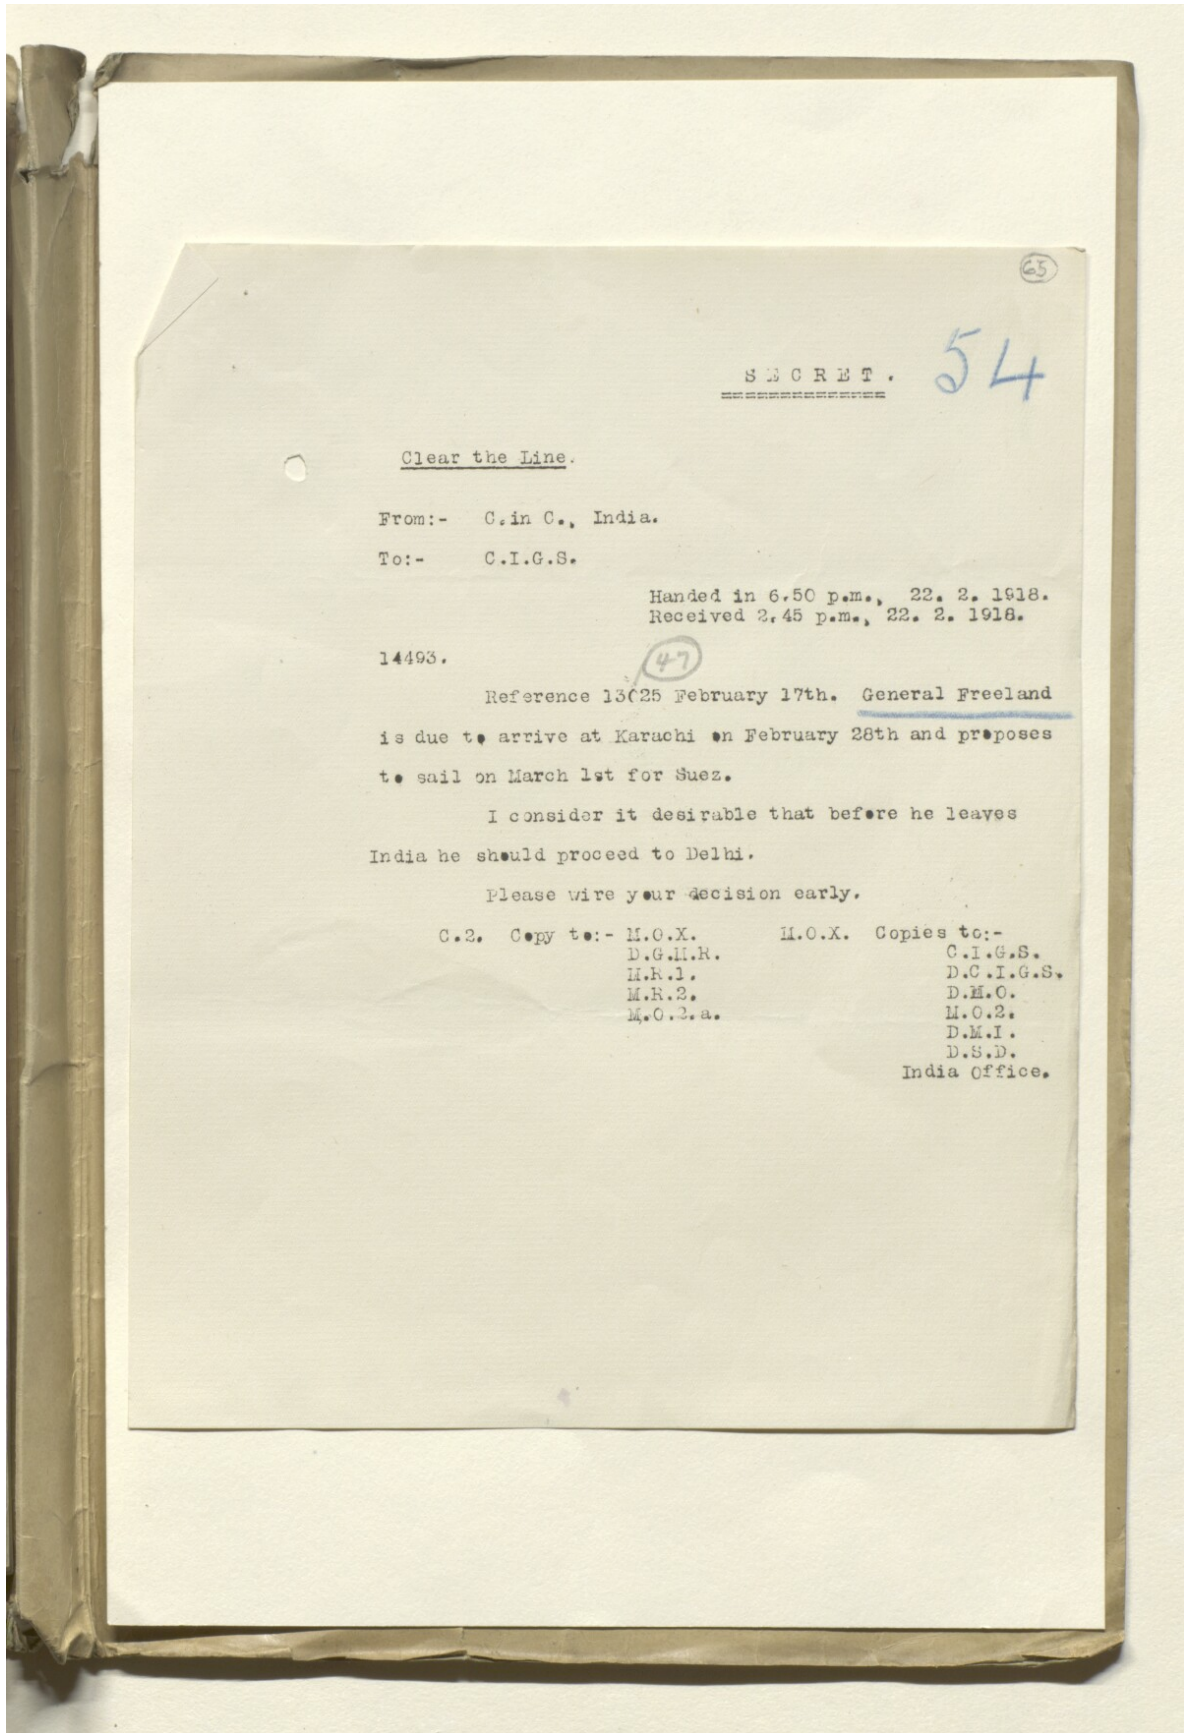 65
54
SECRET.
==============
Clear the Line.
From:- C.in C., India.
To:- C.I.G.S.
Handed in 6.50 p.m., 22. 2. 1918.
Received 2.45 p.m., 22. 2. 1918.
14493.
47
Reference 13025 February 17th. General Freeland
is due to arrive at Karachi on February 28th and proposes
to sail on March 1st for Suez.
I consider it desirable that before he leaves
India he should proceed to Delhi.
Please wire your decision early.
C.2. Copy to:- M.O.X. M.O.X. Copies to:-
D.G.M.R. C.I.G.S.
M.R.1. D.C.I.G.S.
M.R.2. D.M.O.
M.O.2.a. M.O.2.
D.M.I.
D.S.D.
India Office.